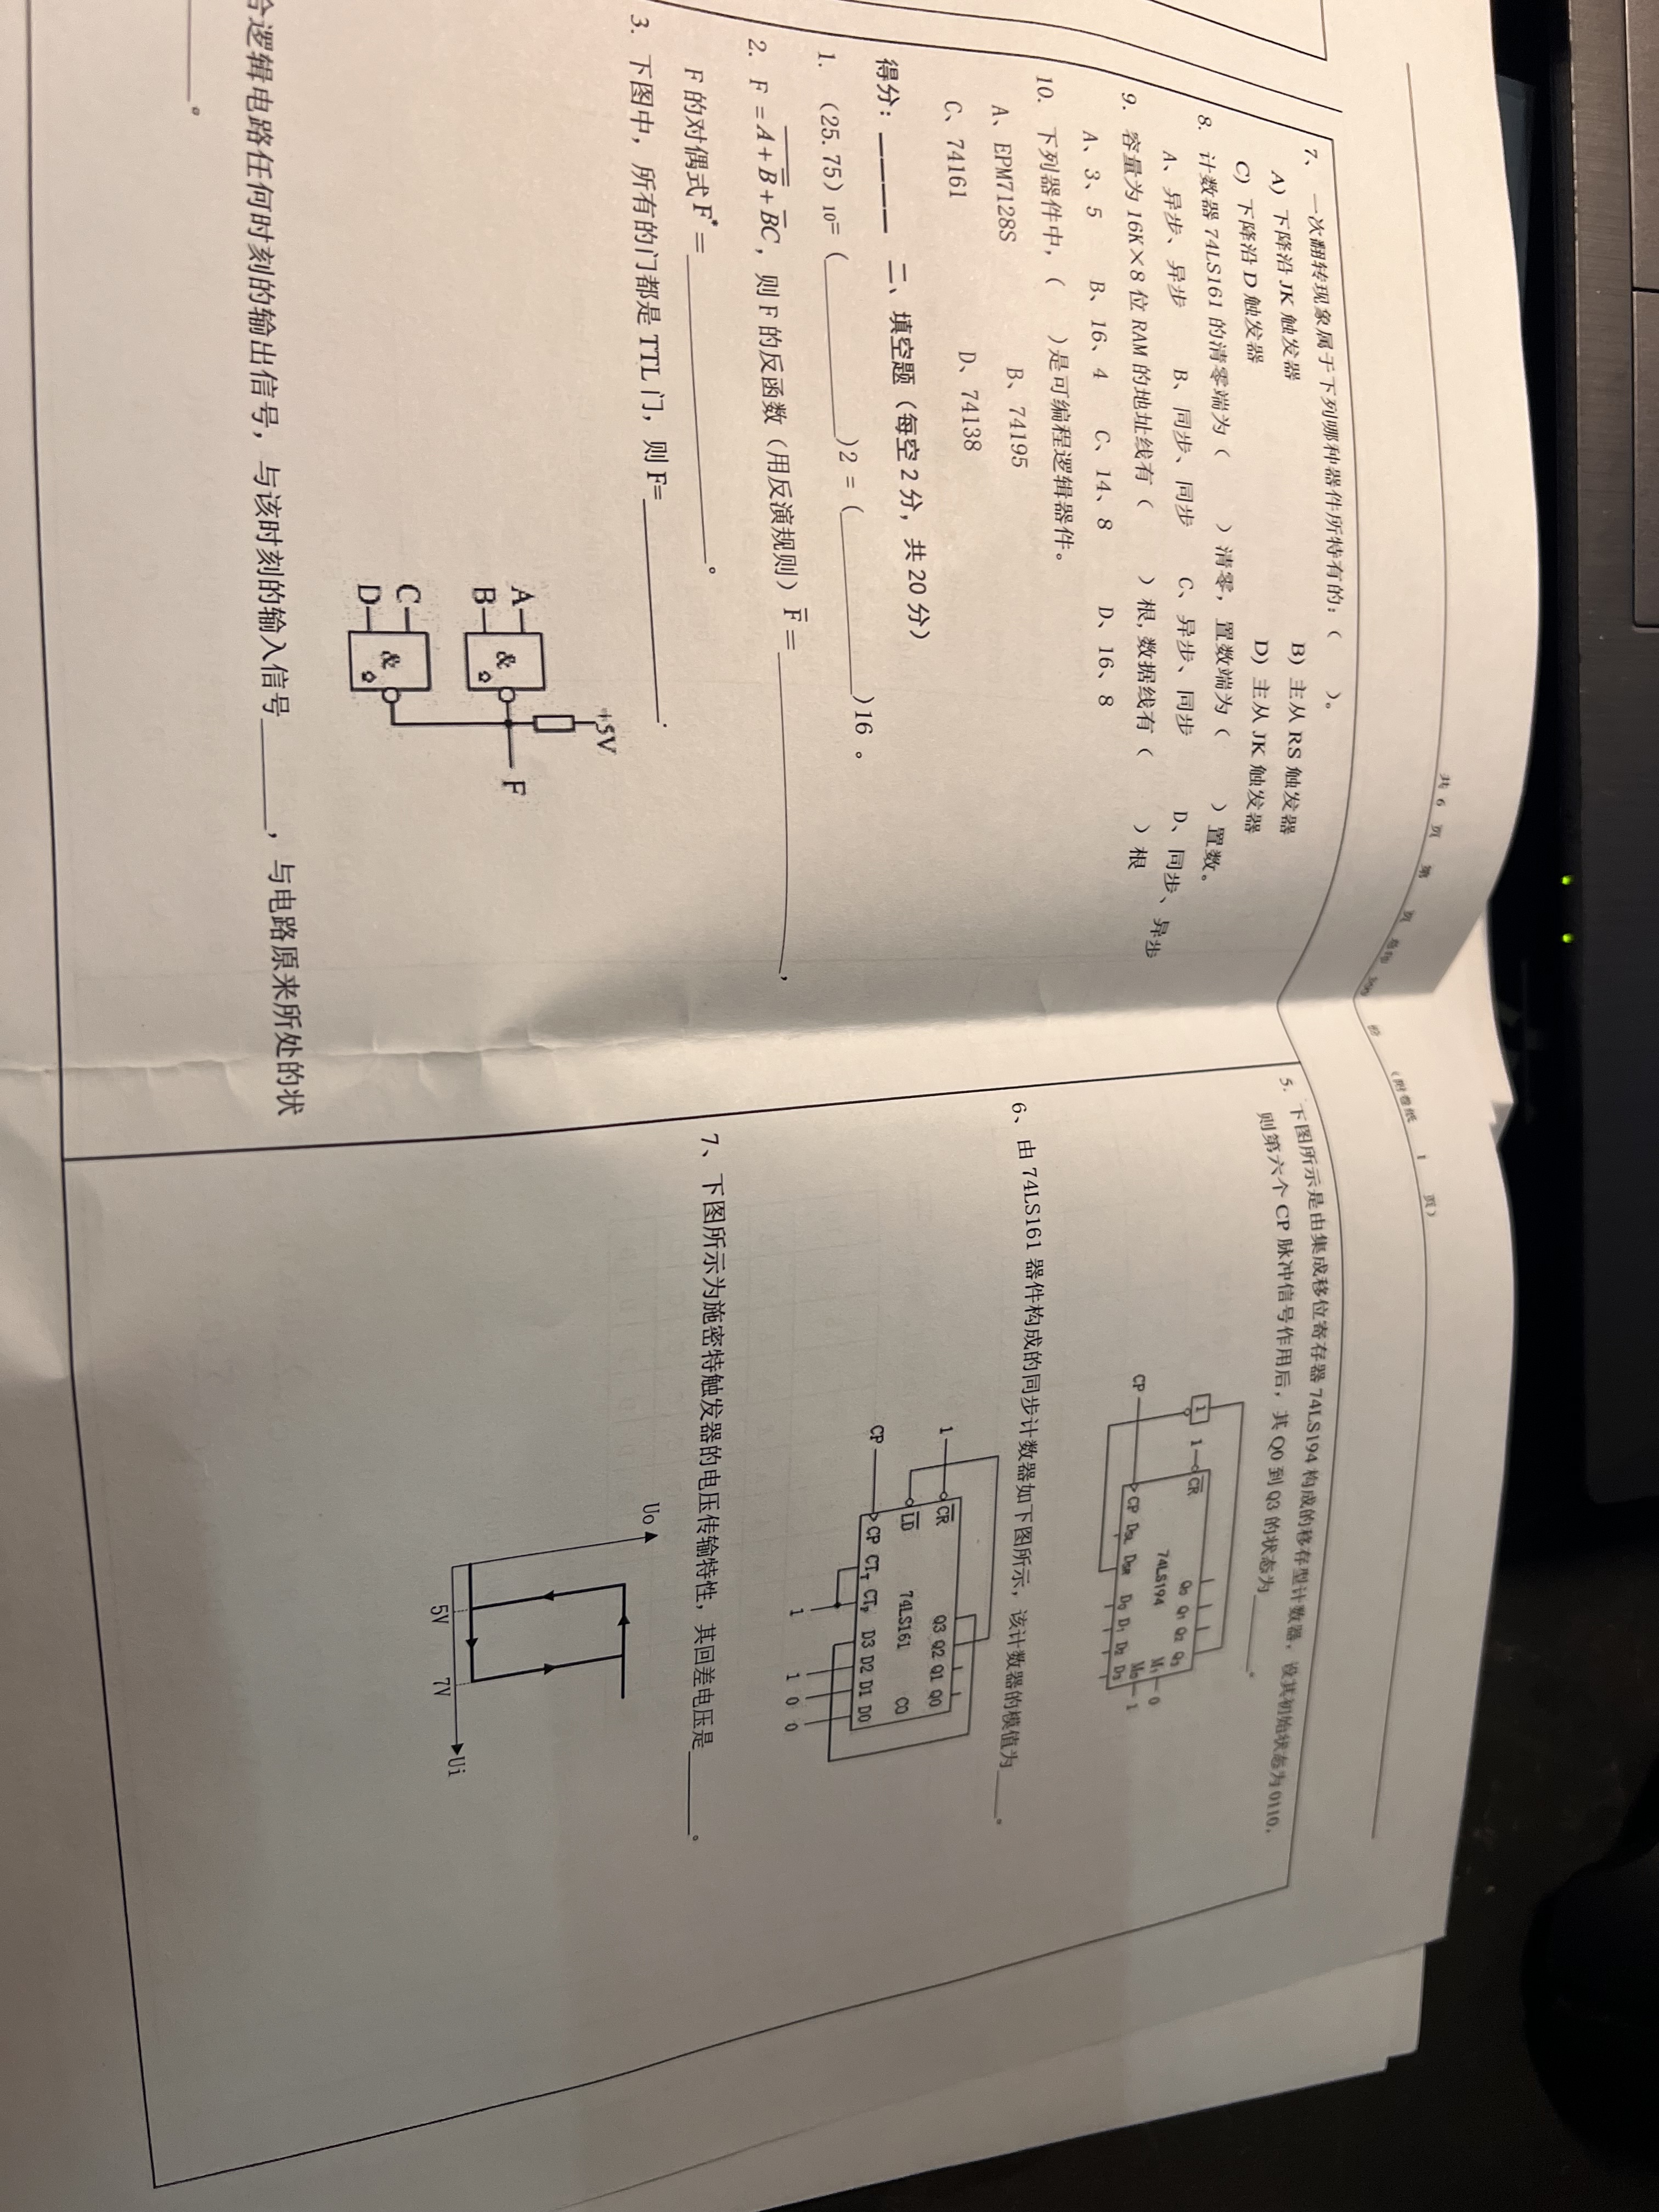 共 6 页 第 页
（附卷纸 1 页）
7、一次翻转现象属于下列哪种器件所特有的：（ ）。
A) 下降沿 JK 触发器 B) 主从 RS 触发器
C) 下降沿 D 触发器 D) 主从 JK 触发器
8. 计数器 74LS161 的清零端为（ ）清零，置数端为（ ）置数。
A、异步、异步 B、同步、同步 C、异步、同步 D、同步、异步
9. 容量为 16K×8 位 RAM 的地址线有（ ）根, 数据线有（ ）根
A、3、5 B、16、4 C、14、8 D、16、8
10. 下列器件中，（ ）是可编程逻辑器件。
A、EPM7128S B、74195
C、74161 D、74138
得分：———— 二、填空题（每空 2 分，共 20 分）
1. (25.75)10=（________）2 =（________）16 。
2. F = \overline{A+\overline{B}}+\overline{B}C，则 F 的反函数（用反演规则）F̄ =________，
F 的对偶式 F* =________。
3. 下图中，所有的门都是 TTL 门，则 F=________.
+5V
A
B
&
F
C
D
&
合逻辑电路任何时刻的输出信号，与该时刻的输入信号______，与电路原来所处的状
______。
5. 下图所示是由集成移位寄存器 74LS194 构成的移存型计数器，设其初始状态为 0110，
则第六个 CP 脉冲信号作用后，其 Q0 到 Q3 的状态为______。
1
1
C̄R̄
Q0 Q1 Q2 Q3
M1
0
74LS194
M0
1
CP
CP DSL DSR D0 D1 D2 D3
6、由 74LS161 器件构成的同步计数器如下图所示，该计数器的模值为____。
1
C̄R̄
Q3 Q2 Q1 Q0
L̄D̄
74LS161
CO
CP
CP CTT CTP D3 D2 D1 D0
1
1 0 0
7、下图所示为施密特触发器的电压传输特性，其回差电压是______。
Uo
5V
7V
Ui